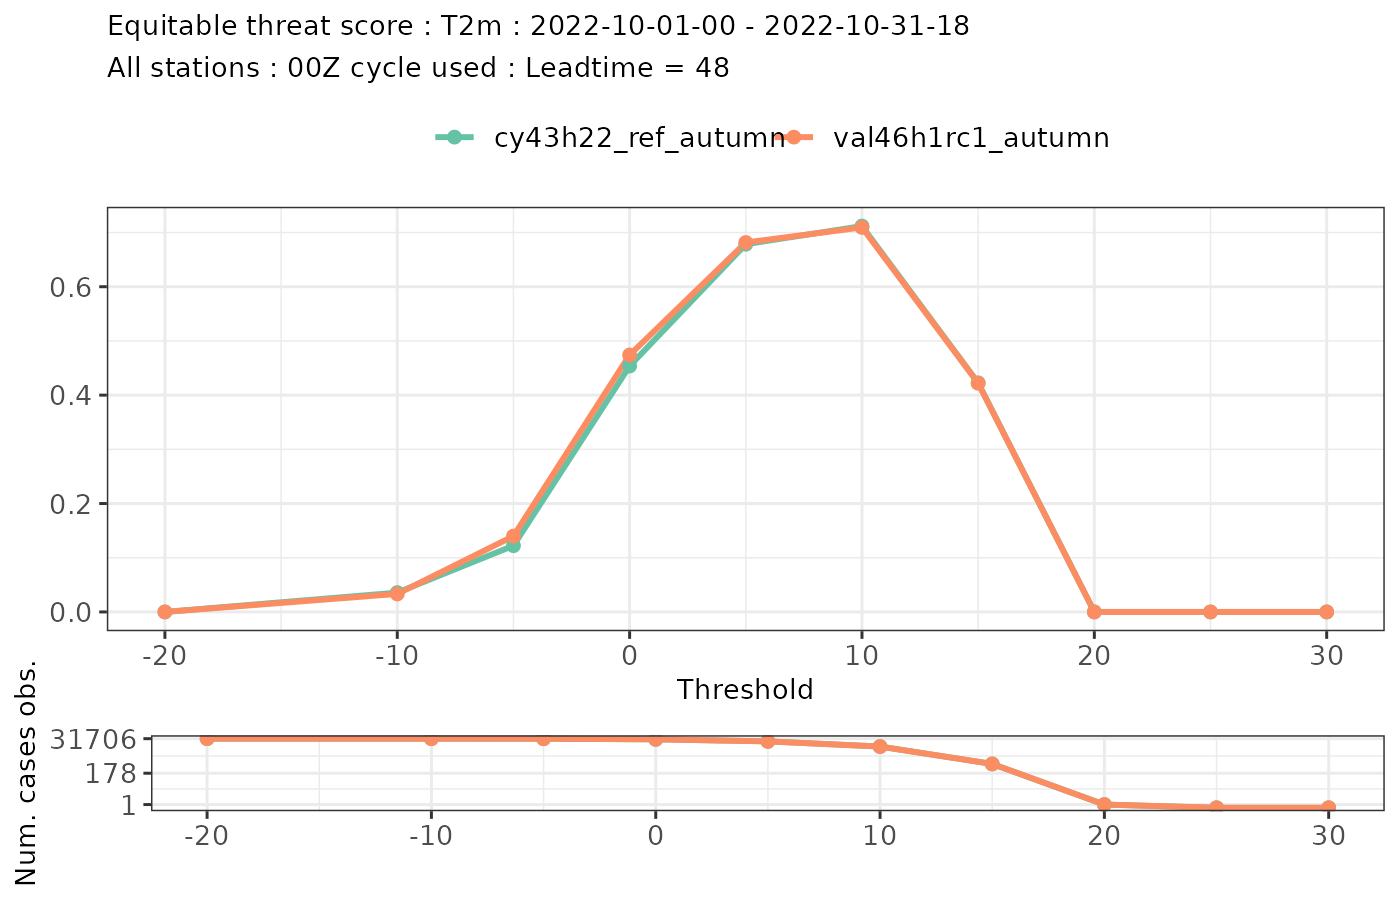 Equitable threat score : T2m : 2022-10-01-00 - 2022-10-31-18
All stations : 00Z cycle used : Leadtime = 48
cy43h22_ref_autumn val46h1rc1_autumn
0.6
0.4
0.2
0.0
-20 -10 0 10 20 30
Threshold
Num. cases obs.
31706
178
1
-20 -10 0 10 20 30